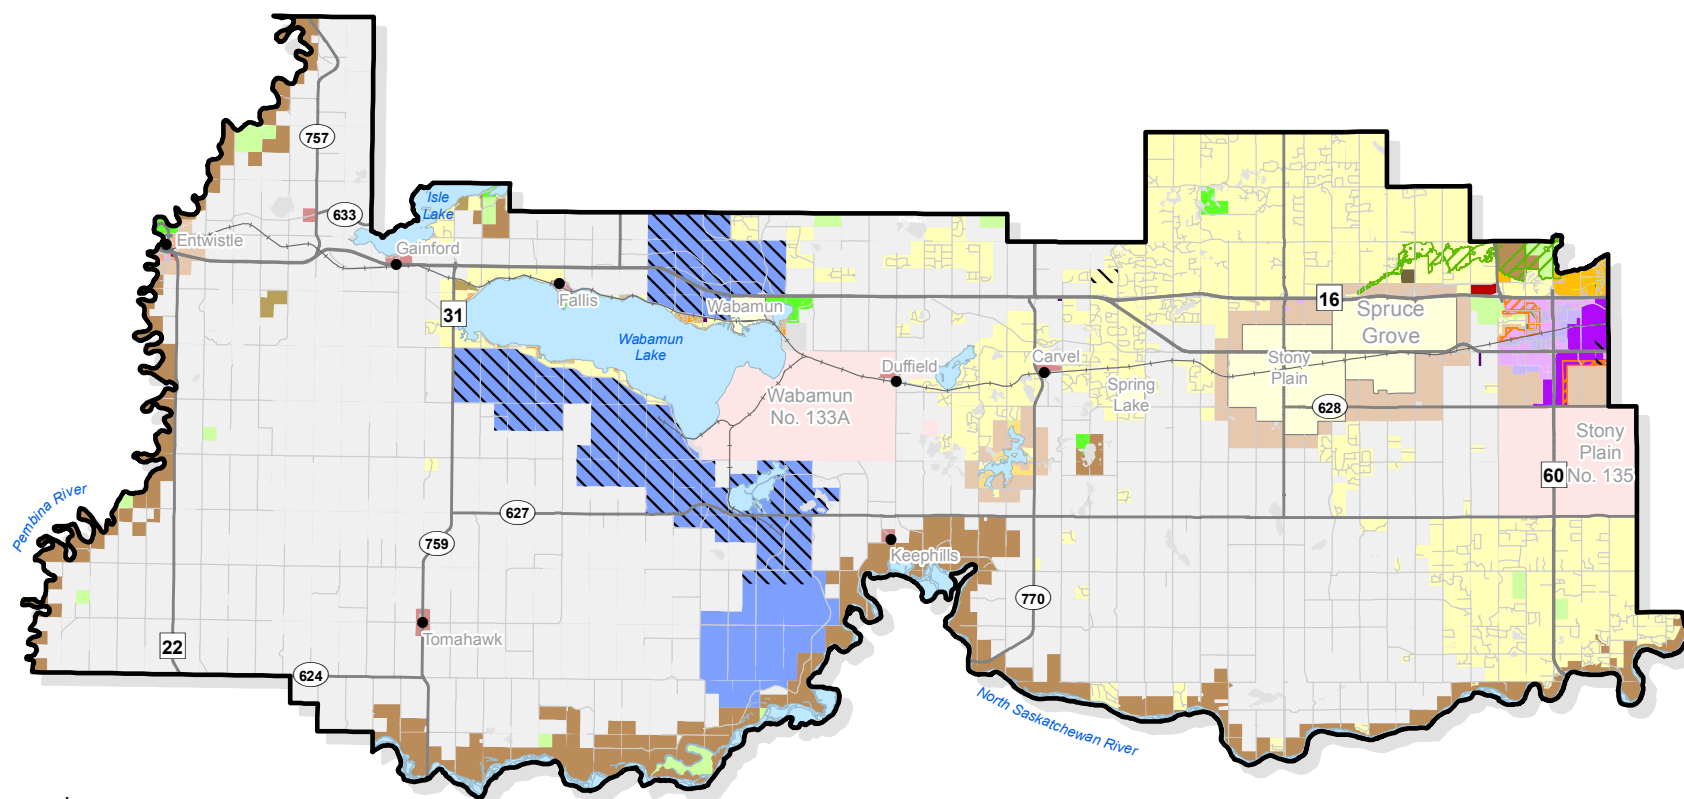 757
Isle
Lake
633
Entwistle
Gainford
Fallis
31
Wabamun
16
Spruce
Grove
Wabamun
Lake
Carvel
Stony
Plain
Duffield
Spring
Lake
Wabamun
No. 133A
628
Stony
Plain
No. 135
60
Pembina River
627
759
Keephills
770
Tomahawk
22
624
North Saskatchewan River